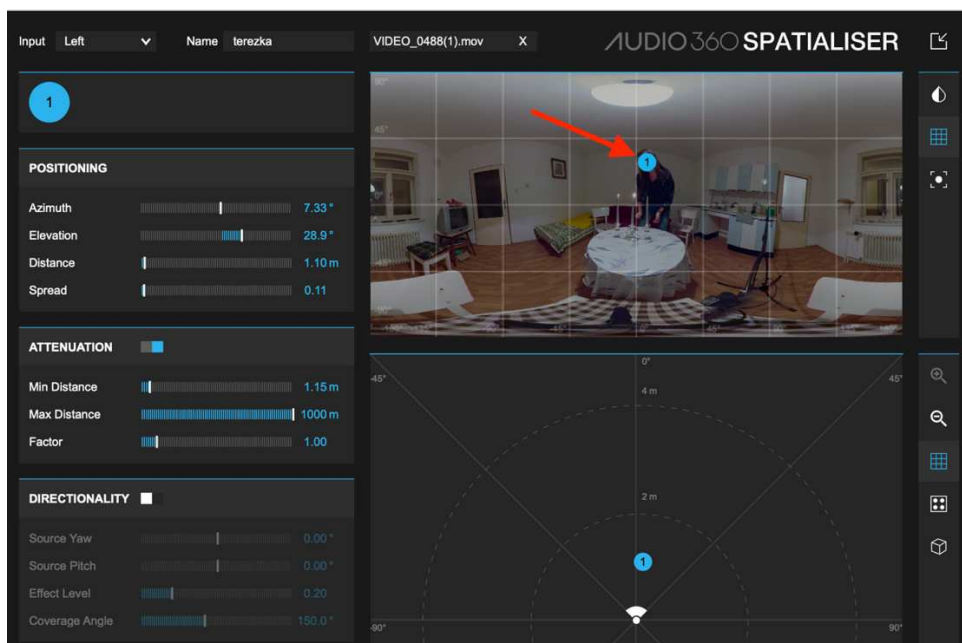 Input Left Name terezka VIDEO_0488(1).mov X AUDIO360 SPATIALISER
1
POSITIONING
Azimuth 7.33°
Elevation 28.9°
Distance 1.10 m
Spread 0.11
ATTENUATION
Min Distance 1.15 m
Max Distance 1000 m
Factor 1.00
DIRECTIONALITY
Source Yaw 0.00°
Source Pitch 0.00°
Effect Level 0.20
Coverage Angle 150.0°
90°
45°
1
0°
-45° 0° 45°
4 m
2 m
1
-90° 90°